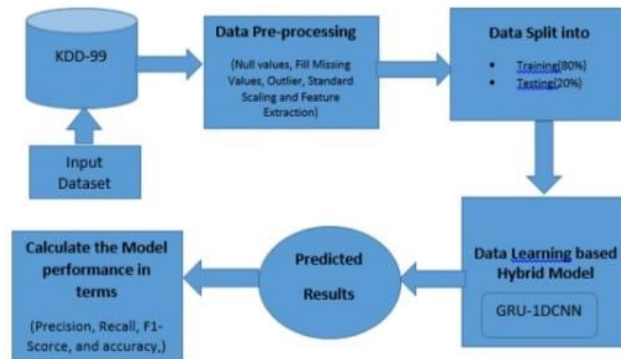 KDD-99
Input
Dataset
Data Pre-processing
(Null values, Fill Missing
Values, Outlier, Standard
Scaling and Feature
Extraction)
Data Split into
• Training(80%)
• Testing(20%)
Data Learning based
Hybrid Model
GRU-1DCNN
Predicted
Results
Calculate the Model
performance in
terms
(Precision, Recall, F1-
Scorce, and accuracy,)